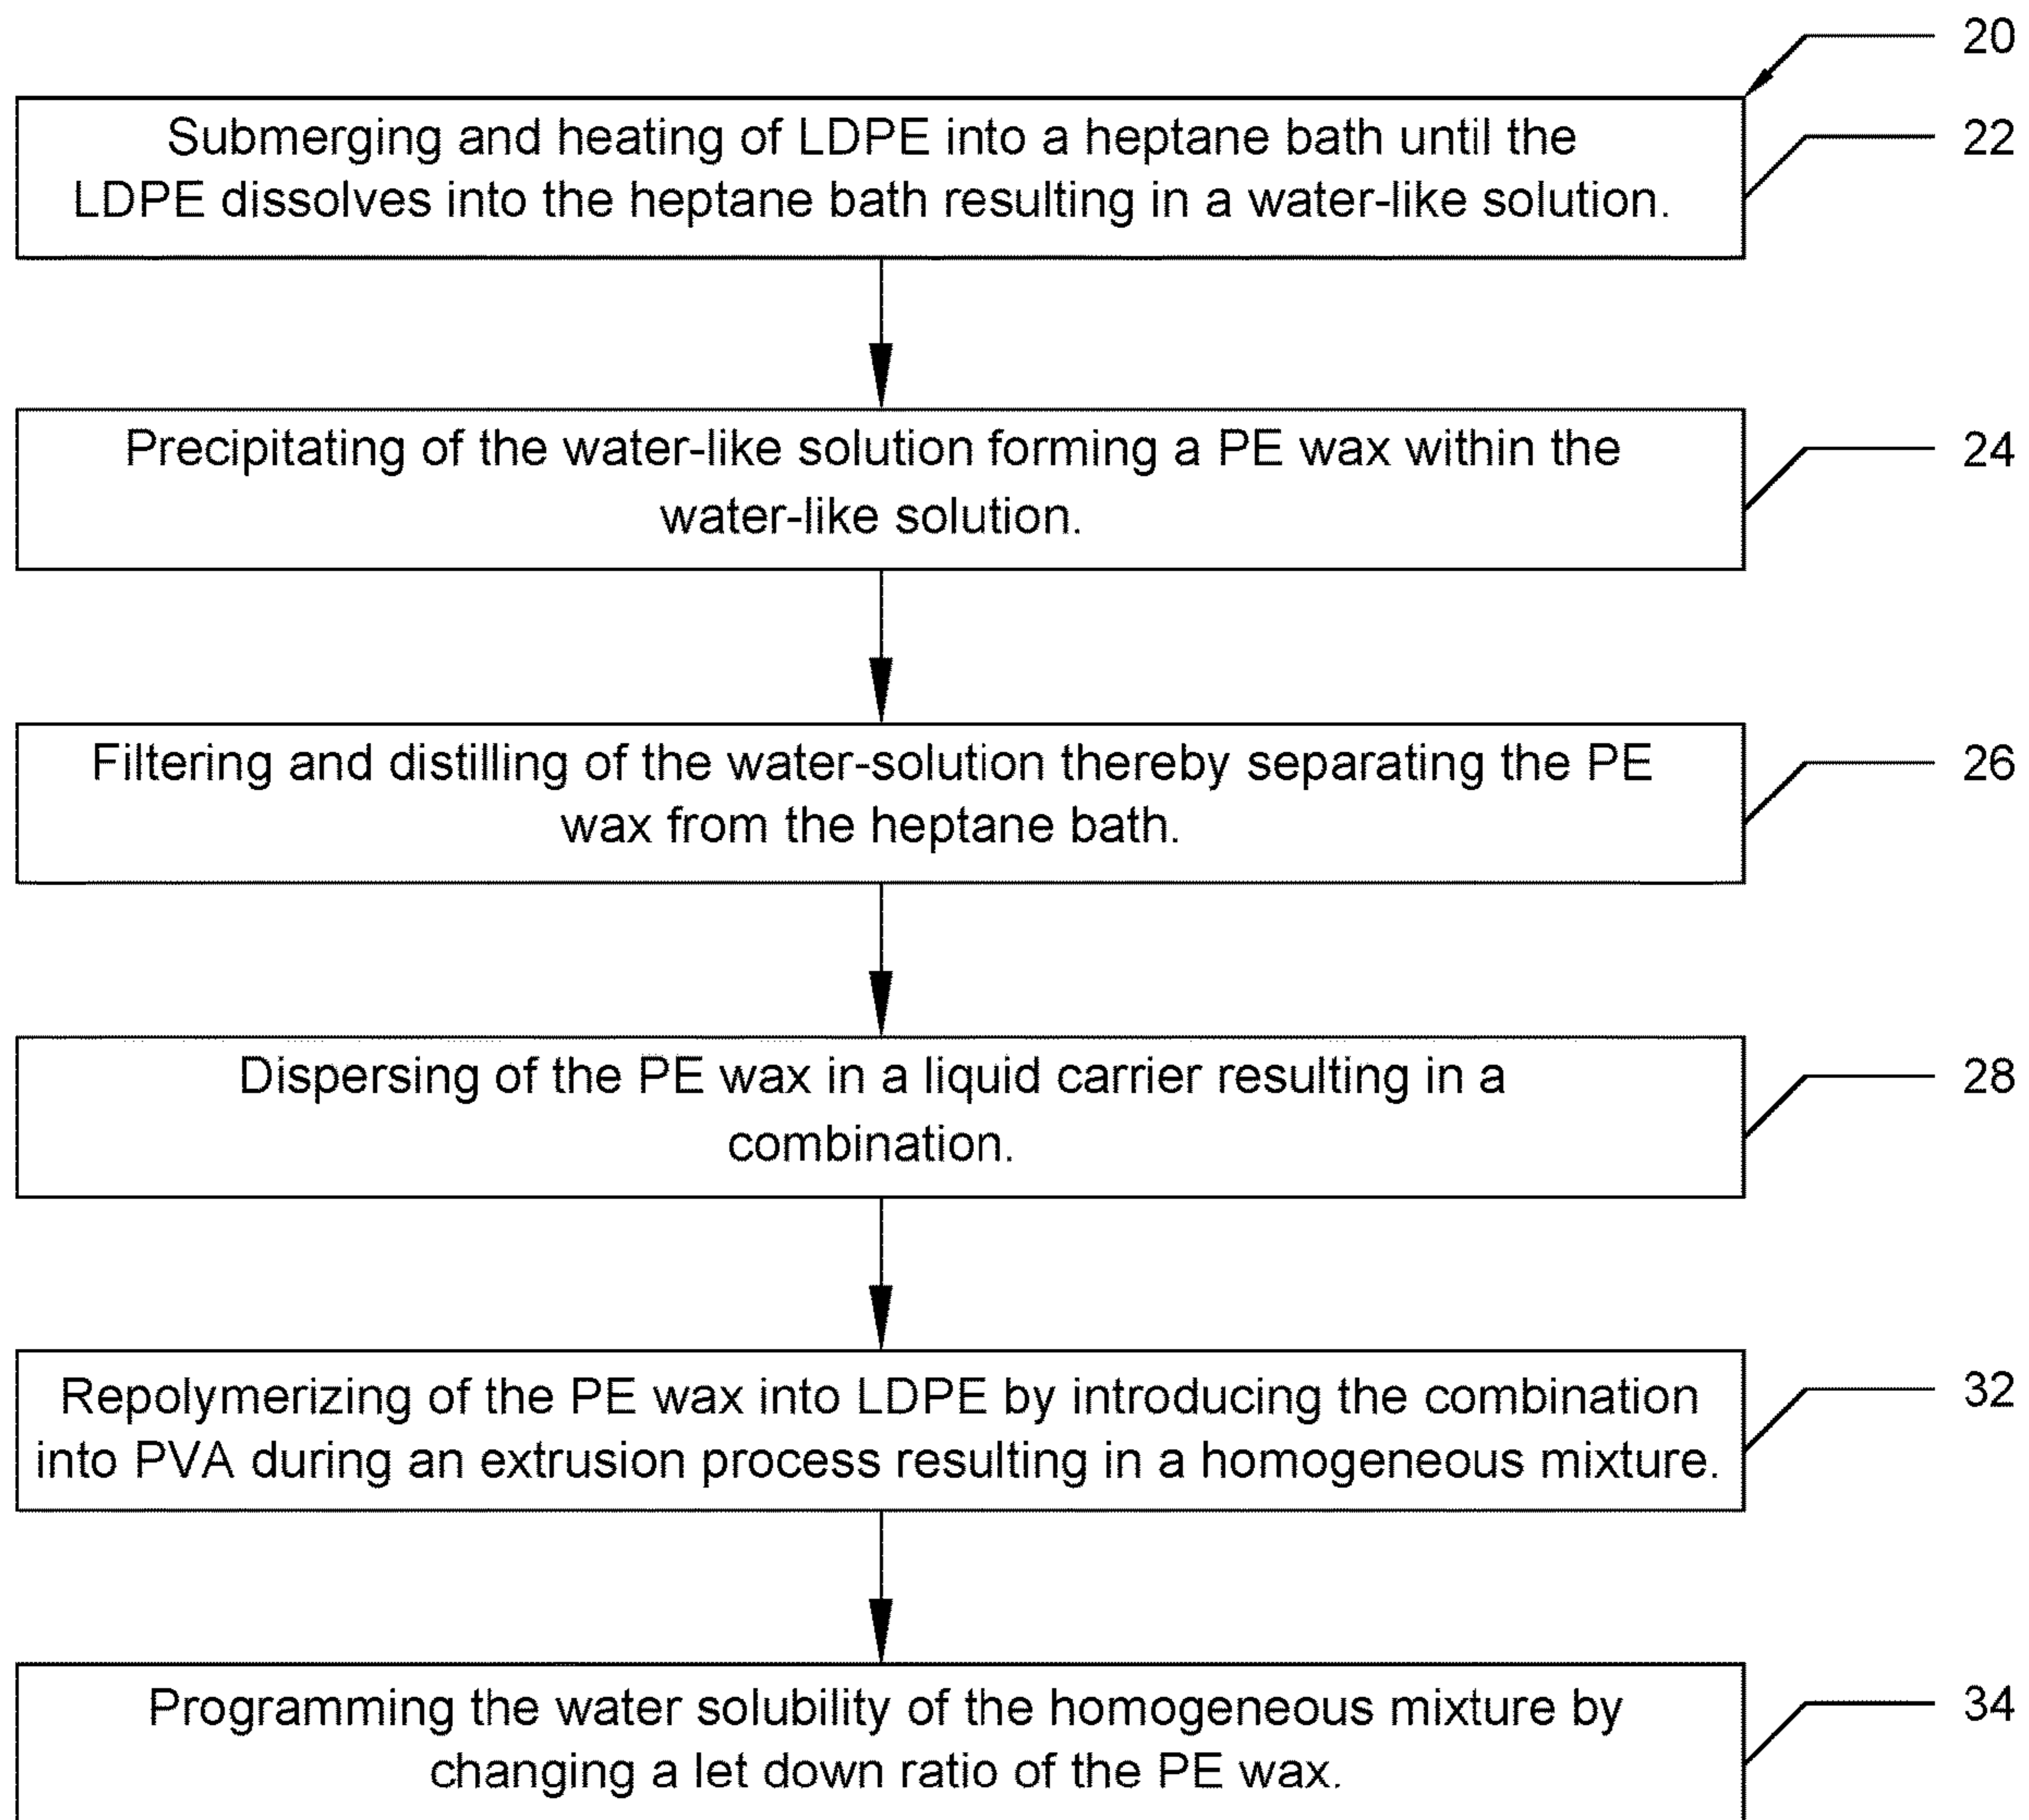 20
Submerging and heating of LDPE into a heptane bath until the
LDPE dissolves into the heptane bath resulting in a water-like solution.
22
Precipitating of the water-like solution forming a PE wax within the
water-like solution.
24
Filtering and distilling of the water-solution thereby separating the PE
wax from the heptane bath.
26
Dispersing of the PE wax in a liquid carrier resulting in a
combination.
28
Repolymerizing of the PE wax into LDPE by introducing the combination
into PVA during an extrusion process resulting in a homogeneous mixture.
32
Programming the water solubility of the homogeneous mixture by
changing a let down ratio of the PE wax.
34